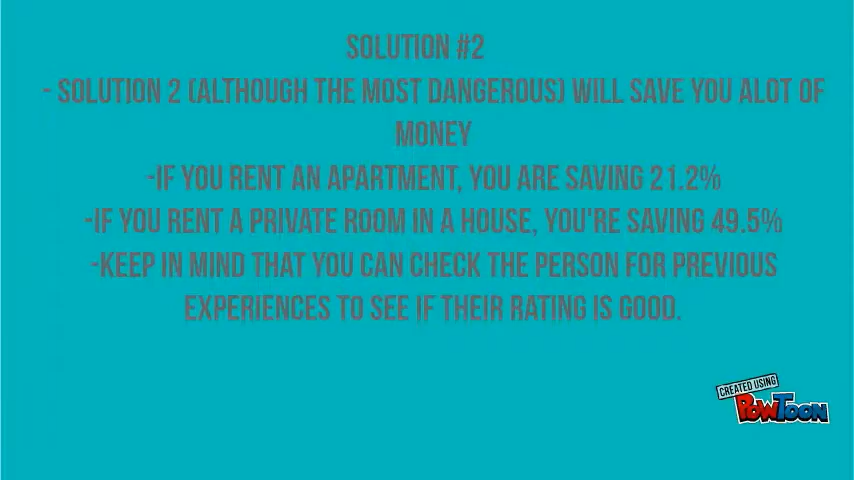 SOLUTION #2
- SOLUTION 2 (ALTHOUGH THE MOST DANGEROUS) WILL SAVE YOU ALOT OF
MONEY
-IF YOU RENT AN APARTMENT, YOU ARE SAVING 21.2%
-IF YOU RENT A PRIVATE ROOM IN A HOUSE, YOU'RE SAVING 49.5%
-KEEP IN MIND THAT YOU CAN CHECK THE PERSON FOR PREVIOUS
EXPERIENCES TO SEE IF THEIR RATING IS GOOD.
CREATED USING
POWTOON